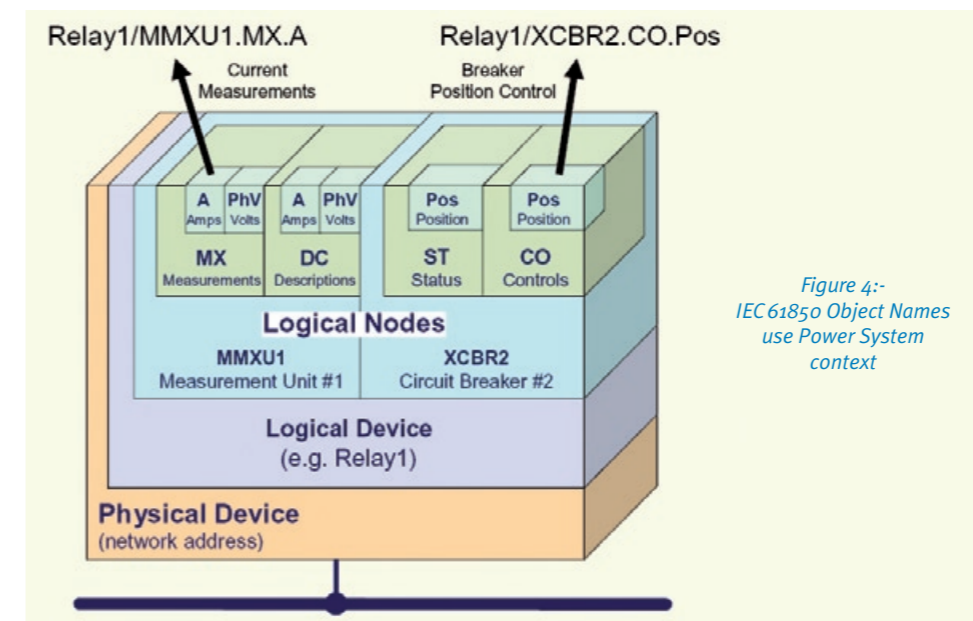 Relay1/MMXU1.MX.A
Relay1/XCBR2.CO.Pos
Current
Measurements
Breaker
Position Control
A
Amps
PhV
Volts
A
Amps
PhV
Volts
Pos
Position
Pos
Position
MX
Measurements
DC
Descriptions
ST
Status
CO
Controls
Logical Nodes
MMXU1
Measurement Unit #1
XCBR2
Circuit Breaker #2
Logical Device
(e.g. Relay1)
Physical Device
(network address)
Figure 4:-
IEC 61850 Object Names
use Power System
context